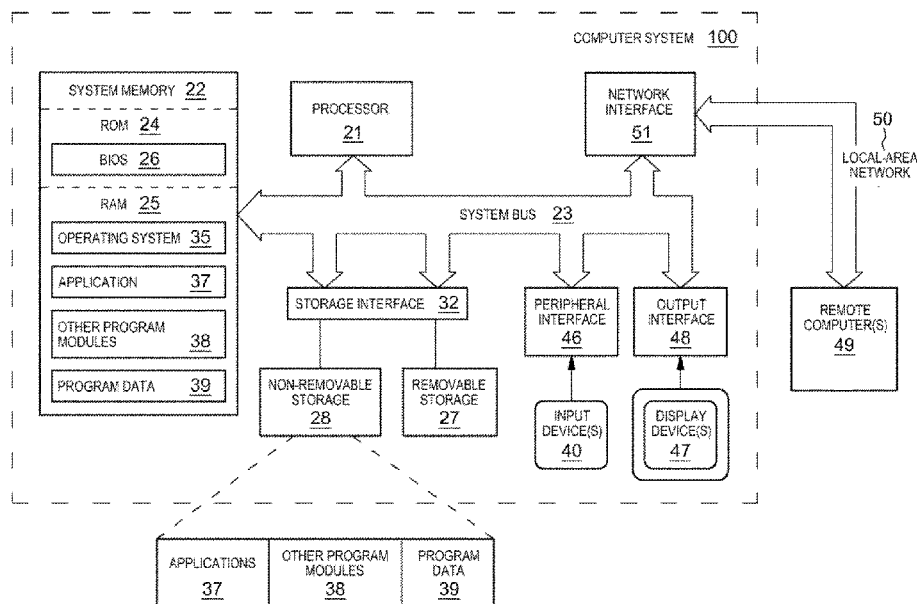 COMPUTER SYSTEM 100
SYSTEM MEMORY 22
ROM 24
BIOS 26
RAM 25
OPERATING SYSTEM 35
APPLICATION 37
OTHER PROGRAM
MODULES 38
PROGRAM DATA 39
PROCESSOR
21
NETWORK
INTERFACE
51
50
LOCAL-AREA
NETWORK
SYSTEM BUS 23
STORAGE INTERFACE 32
PERIPHERAL
INTERFACE
46
OUTPUT
INTERFACE
48
REMOTE
COMPUTER(S)
49
NON-REMOVABLE
STORAGE
28
REMOVABLE
STORAGE
27
INPUT
DEVICE(S)
40
DISPLAY
DEVICE(S)
47
APPLICATIONS
37
OTHER PROGRAM
MODULES
38
PROGRAM
DATA
39